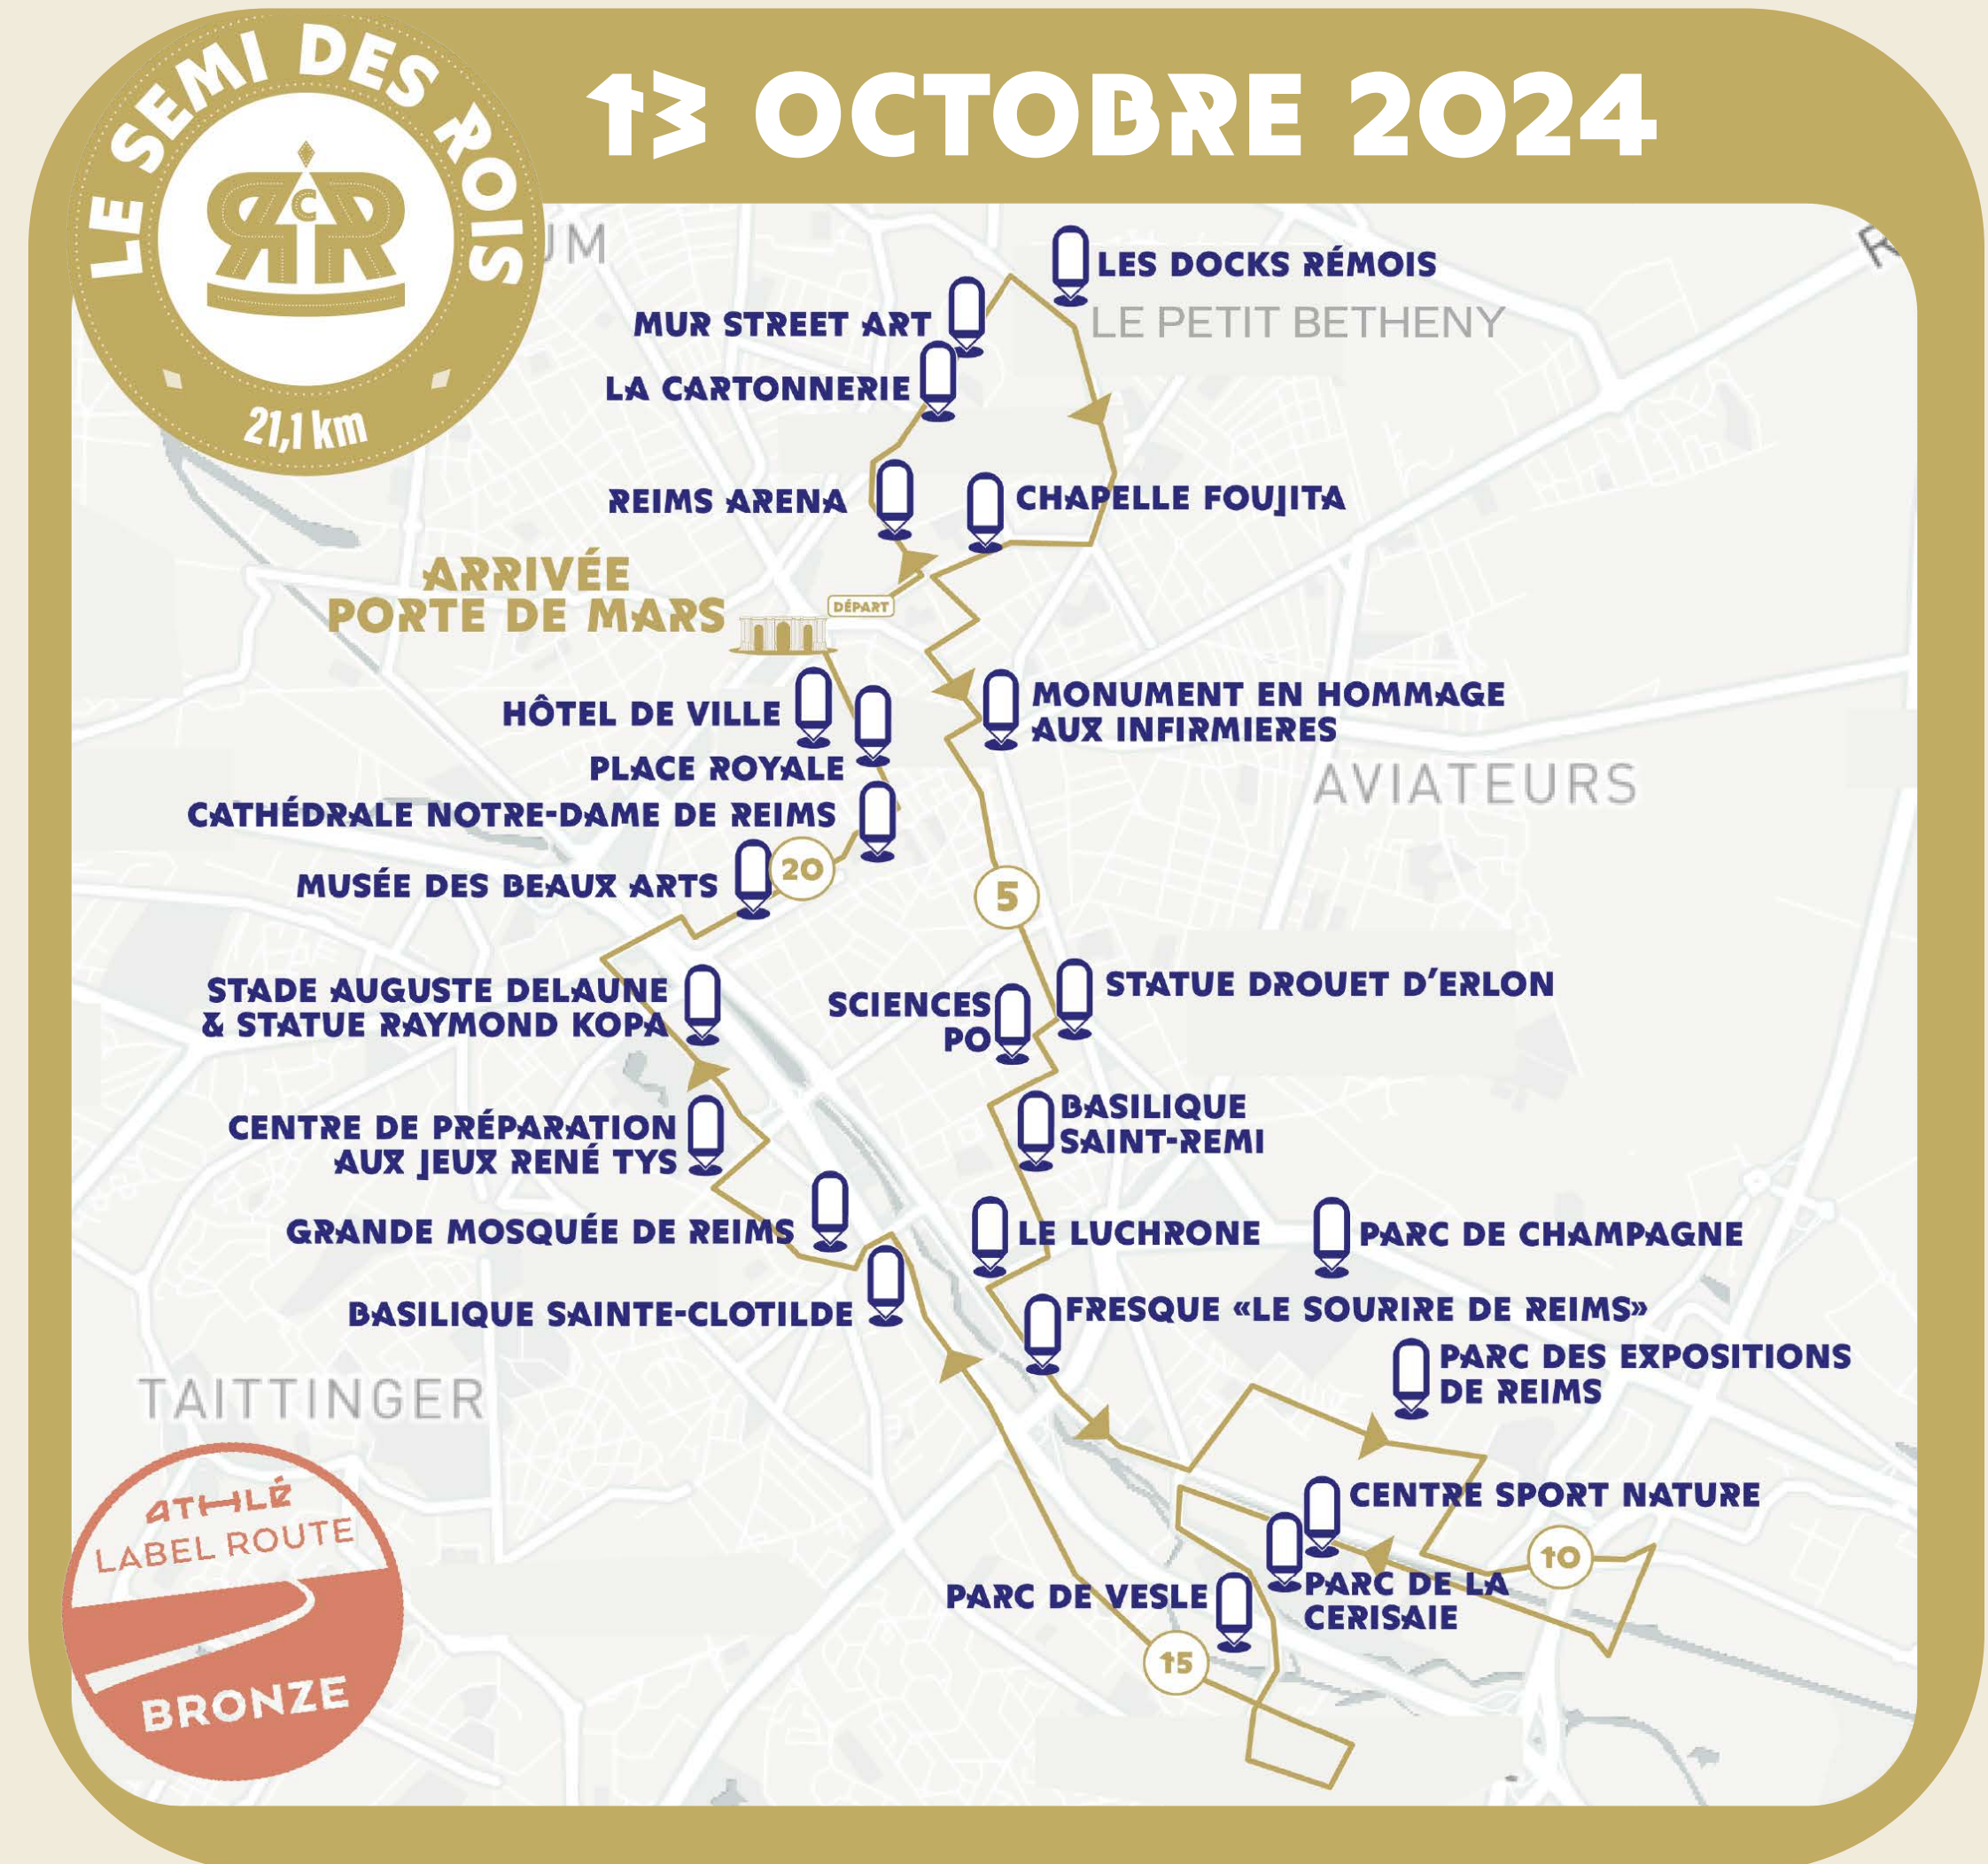 LE SEMI DES ROIS
RCR
21,1 km
13 OCTOBRE 2024
UM
R
LES DOCKS RÉMOIS
LE PETIT BETHENY
MUR STREET ART
LA CARTONNERIE
REIMS ARENA
CHAPELLE FOUJITA
ARRIVÉE
PORTE DE MARS
DÉPART
HÔTEL DE VILLE
MONUMENT EN HOMMAGE
AUX INFIRMIERES
PLACE ROYALE
AVIATEURS
CATHÉDRALE NOTRE-DAME DE REIMS
20
MUSÉE DES BEAUX ARTS
5
STADE AUGUSTE DELAUNE
& STATUE RAYMOND KOPA
SCIENCES
PO
STATUE DROUET D’ERLON
CENTRE DE PRÉPARATION
AUX JEUX RENÉ TYS
BASILIQUE
SAINT-REMI
GRANDE MOSQUÉE DE REIMS
LE LUCHRONE
PARC DE CHAMPAGNE
BASILIQUE SAINTE-CLOTILDE
FRESQUE «LE SOURIRE DE REIMS»
PARC DES EXPOSITIONS
DE REIMS
TAITTINGER
CENTRE SPORT NATURE
10
PARC DE LA
CERISAIE
PARC DE VESLE
15
ATHLÉ
LABEL ROUTE
BRONZE